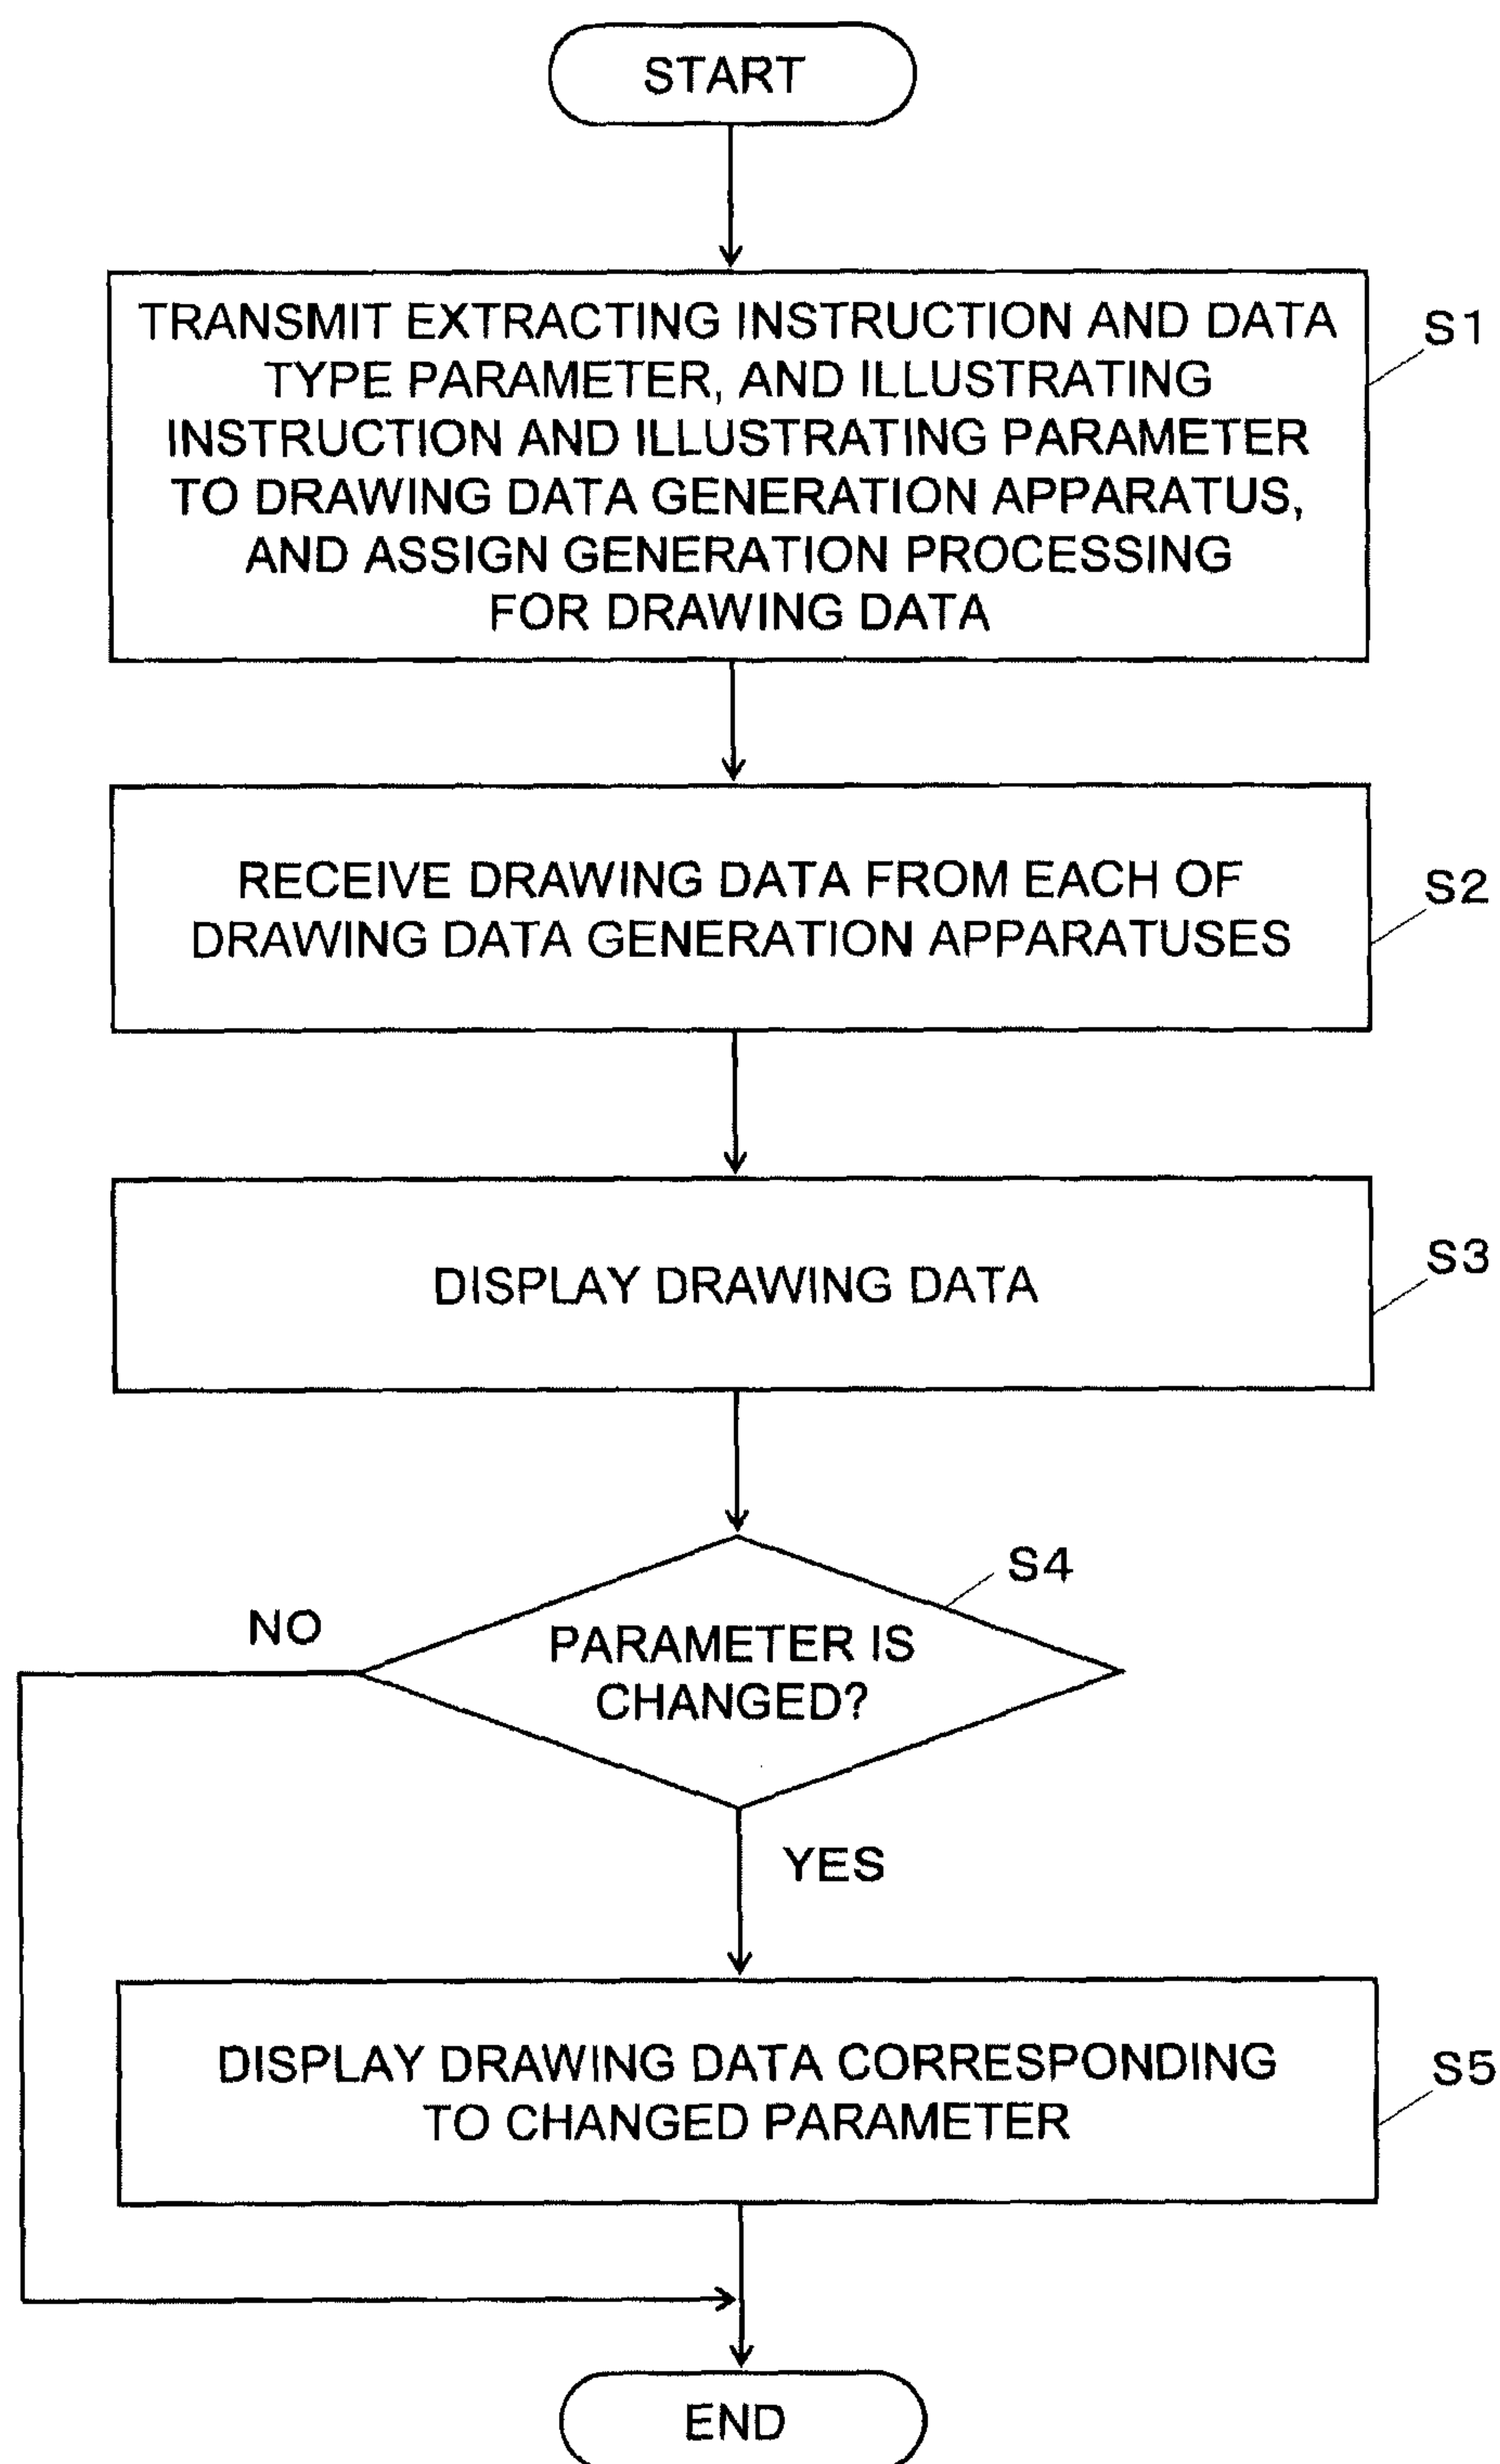 START
TRANSMIT EXTRACTING INSTRUCTION AND DATA
TYPE PARAMETER, AND ILLUSTRATING
INSTRUCTION AND ILLUSTRATING PARAMETER
TO DRAWING DATA GENERATION APPARATUS,
AND ASSIGN GENERATION PROCESSING
FOR DRAWING DATA
S1
RECEIVE DRAWING DATA FROM EACH OF
DRAWING DATA GENERATION APPARATUSES
S2
DISPLAY DRAWING DATA
S3
S4
NO
PARAMETER IS
CHANGED?
YES
DISPLAY DRAWING DATA CORRESPONDING
TO CHANGED PARAMETER
S5
END